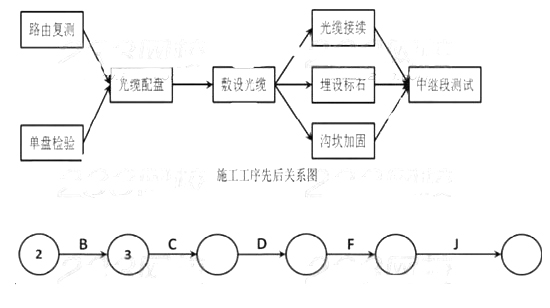 路由复测
光缆接续
光缆配盘
敷设光缆
埋设标石
中继段测试
单盘检验
沟坎加固
施工工序先后关系图
B C D F J
2 3